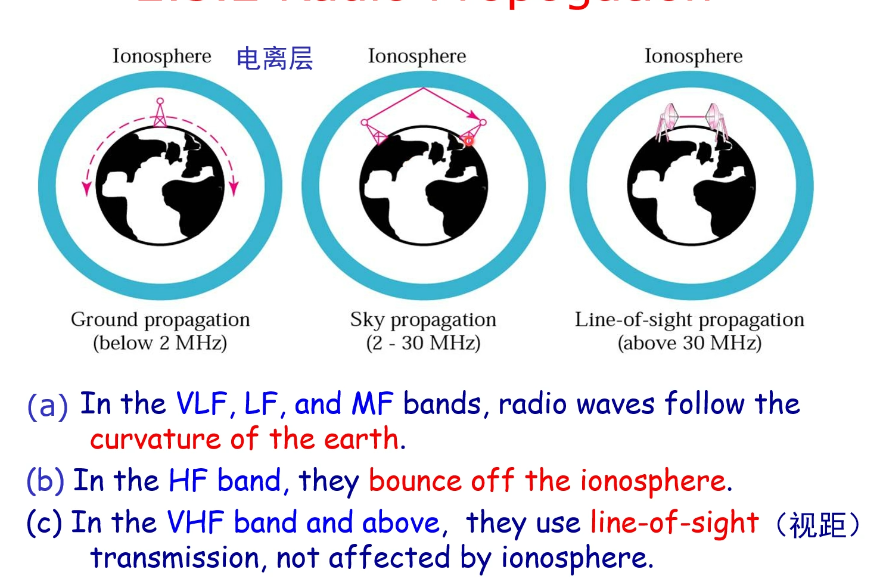 Ionosphere 电离层 Ionosphere Ionosphere
Ground propagation Sky propagation Line-of-sight propagation
(below 2 MHz) (2 - 30 MHz) (above 30 MHz)
(a) In the VLF, LF, and MF bands, radio waves follow the
curvature of the earth.
(b) In the HF band, they bounce off the ionosphere.
(c) In the VHF band and above, they use line-of-sight（视距）
transmission, not affected by ionosphere.